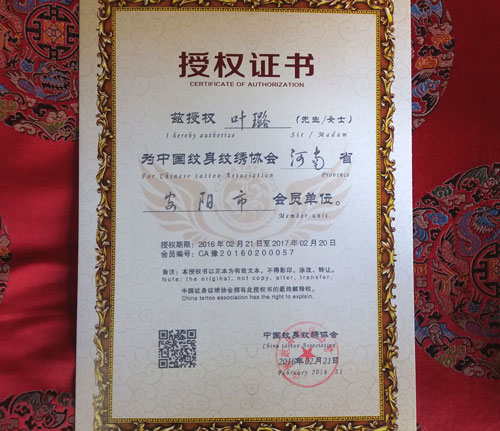 授权证书
CERTIFICATE OF AUTHORIZATION
兹授权 叶璐 (先生/女士)
I hereby authorize Sir / Madam
为中国纹身纹绣协会 河南 省
For Chinese tattoo Association Province
安阳市 会员单位。
Member unit.
授权期限：2016年02月21日至2017年02月20日
会员编号：CA豫20160200057
备注：本授权书以正本为有效文本，不得影印，涂改，转让。
Note: the original, not copy, alter, transfer.
中国纹身纹绣协会拥有此授权书的最终解释权。
China tattoo association has the right to explain.
中国纹身纹绣协会
China tattoo Association
2016年02月21日
February 2016 . 21